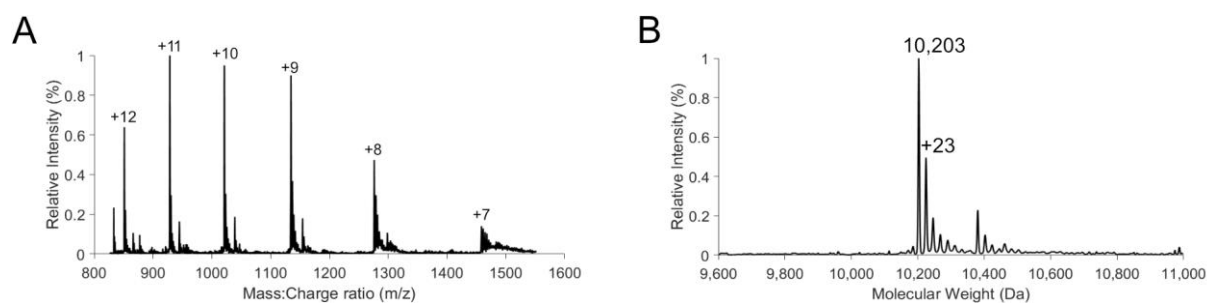 A
Relative Intensity (%)
1
0.8
0.6
0.4
0.2
0
+12
+11
+10
+9
+8
+7
800 900 1000 1100 1200 1300 1400 1500 1600
Mass:Charge ratio (m/z)
B
Relative Intensity (%)
1
0.8
0.6
0.4
0.2
0
10,203
+23
9,600 9,800 10,000 10,200 10,400 10,600 10,800 11,000
Molecular Weight (Da)